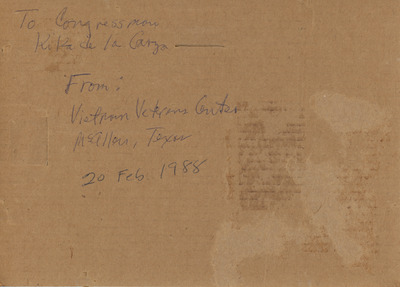 To Congressman
Kika de la Garza
From:
Vietnam Veterans Center
McAllen, Texas
20 Feb 1988